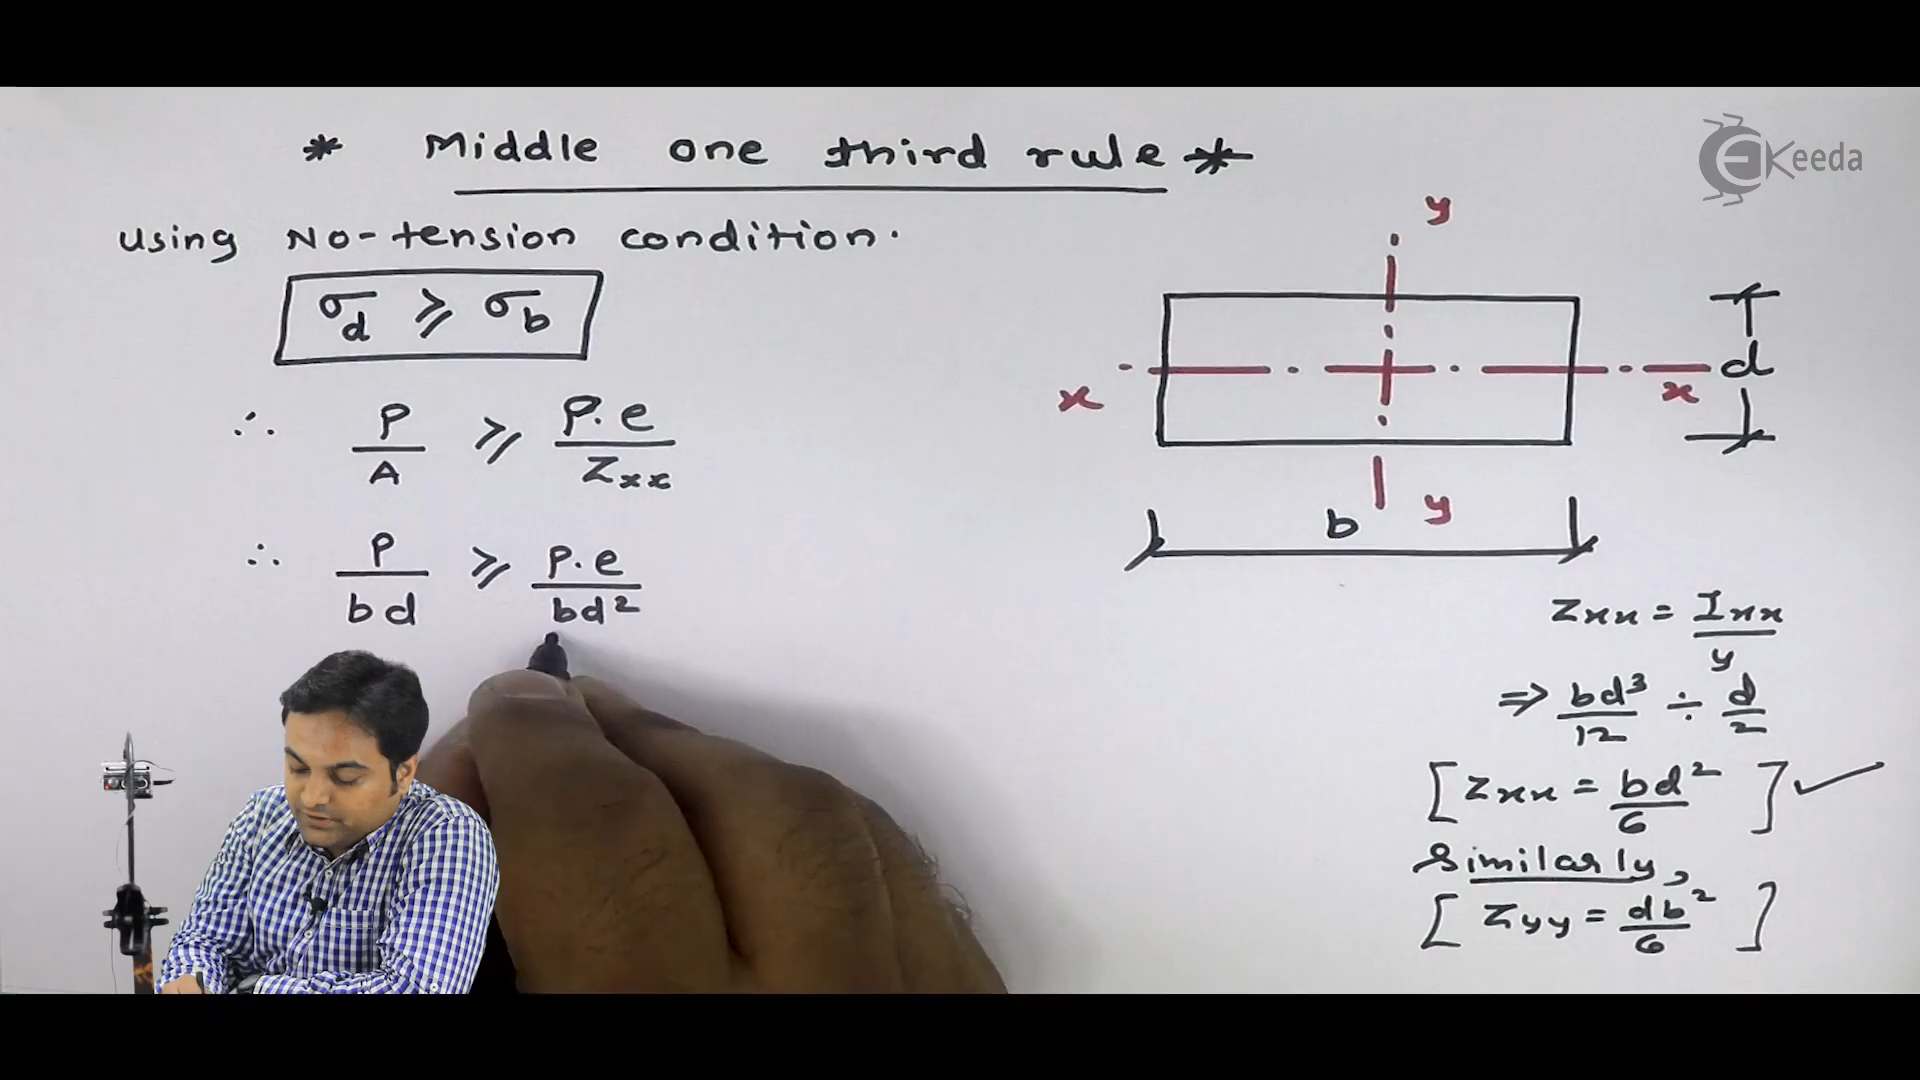 * Middle one third rule *
EKeeda
using No-tension condition.
σd ⩾ σb
∴ P/A ⩾ P.e/Zxx
∴ P/bd ⩾ P.e/bd²
y
x
x
d
b
y
Zxx = Ixx/y
⇒ bd³/12 ÷ d/2
[Zxx = bd²/6] ✓
Similarly,
[Zyy = db²/6]